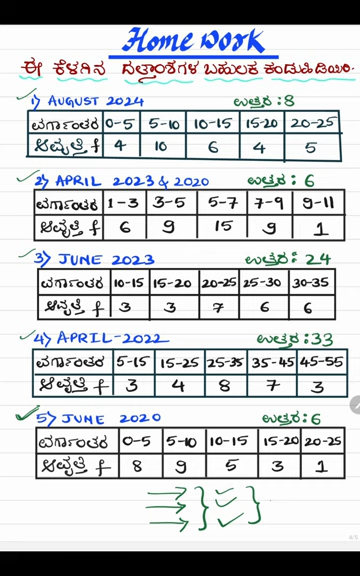 Home Work
ಈ ಕೆಳಗಿನ ದತ್ತಾಂಶಗಳ ಬಹುಲಕ ಕಂಡುಹಿಡಿಯಿರಿ.
1) AUGUST 2024 ಉತ್ತರ: 8
ವರ್ಗಾಂತರ 0-5 5-10 10-15 15-20 20-25
ಆವೃತ್ತಿ f 4 10 6 4 5
2) APRIL 2023 & 2020 ಉತ್ತರ: 6
ವರ್ಗಾಂತರ 1-3 3-5 5-7 7-9 9-11
ಆವೃತ್ತಿ f 6 9 15 9 1
3) JUNE 2023 ಉತ್ತರ: 24
ವರ್ಗಾಂತರ 10-15 15-20 20-25 25-30 30-35
ಆವೃತ್ತಿ f 3 3 7 6 6
4) APRIL-2022 ಉತ್ತರ: 33
ವರ್ಗಾಂತರ 5-15 15-25 25-35 35-45 45-55
ಆವೃತ್ತಿ f 3 4 8 7 3
5) JUNE 2020 ಉತ್ತರ: 6
ವರ್ಗಾಂತರ 0-5 5-10 10-15 15-20 20-25
ಆವೃತ್ತಿ f 8 9 5 3 1